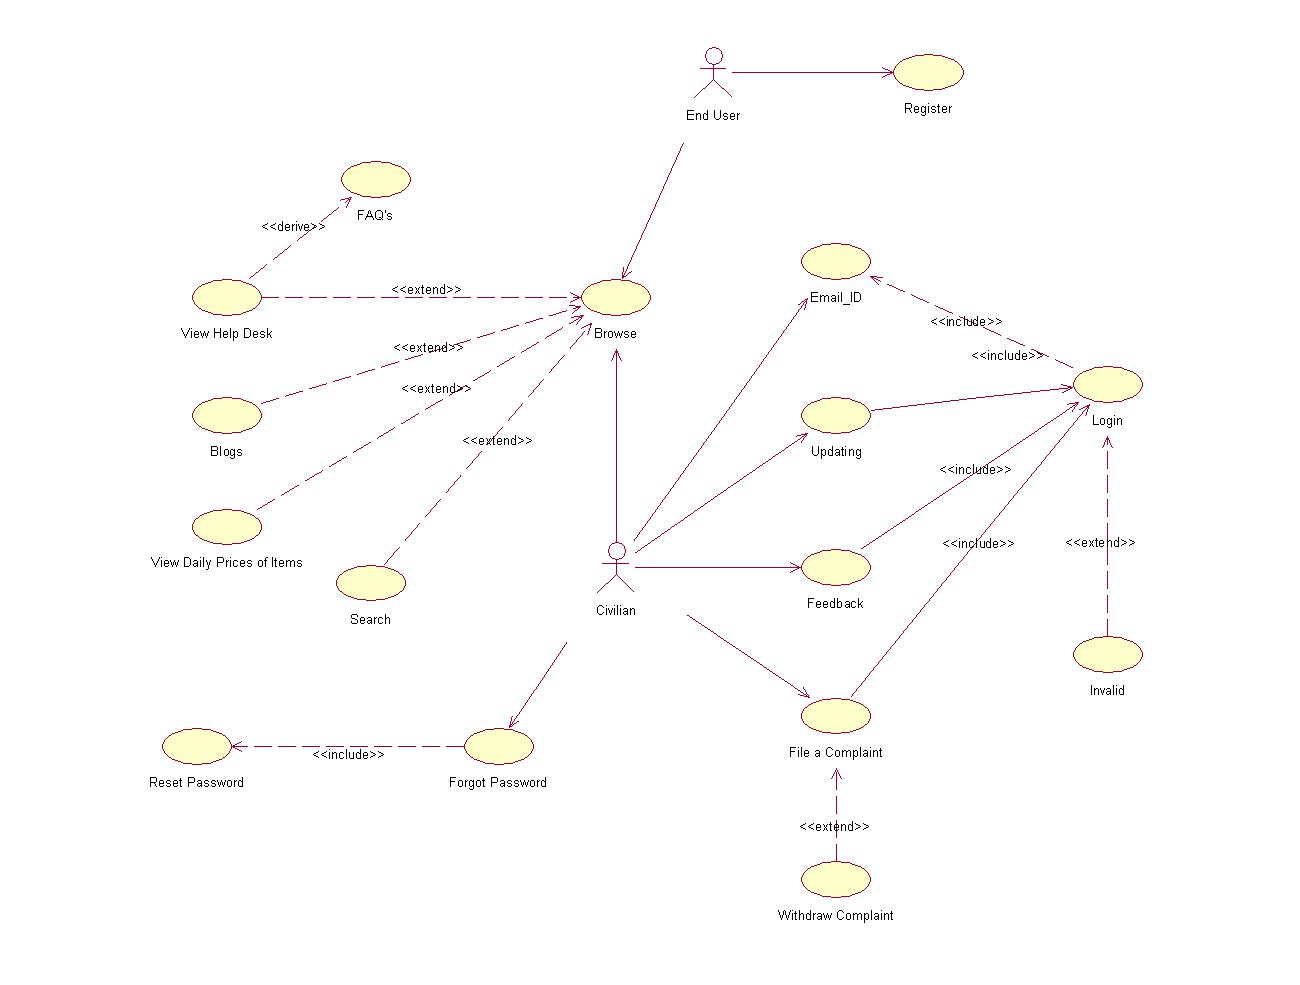 End User
Register
FAQ's
<<derive>>
<<extend>>
View Help Desk
Browse
Email_ID
<<include>>
<<extend>>
<<include>>
<<extend>>
Login
Blogs
Updating
<<extend>>
<<include>>
<<extend>>
<<include>>
View Daily Prices of Items
Search
Civilian
Feedback
Invalid
<<include>>
File a Complaint
Reset Password
Forgot Password
<<extend>>
Withdraw Complaint